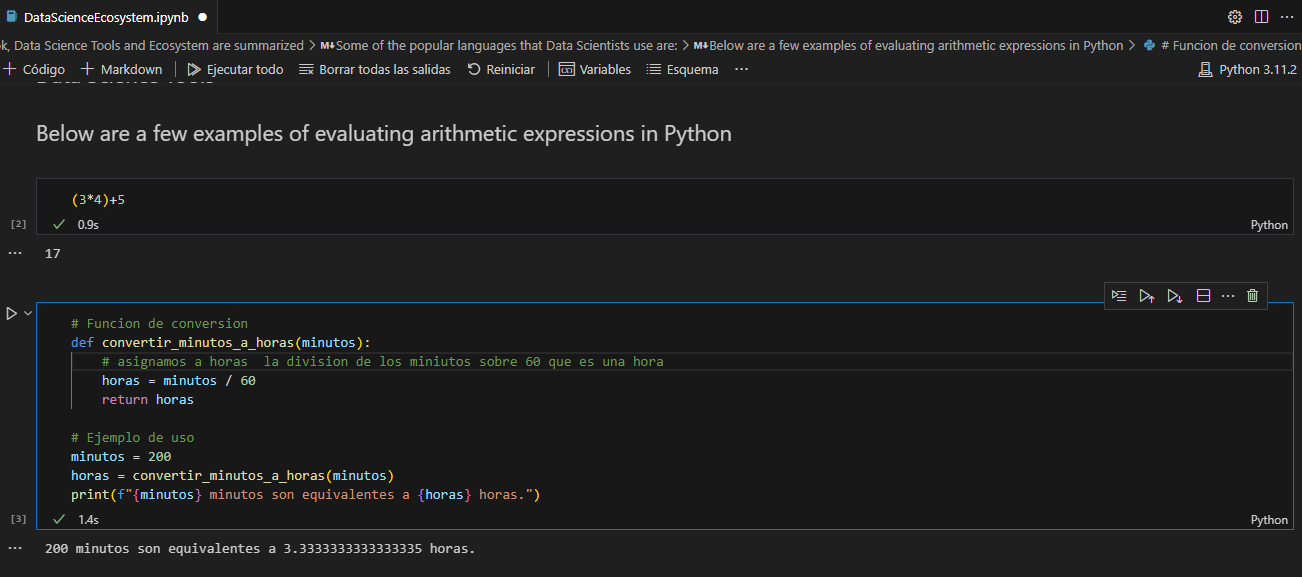 DataScienceEcosystem.ipynb
k, Data Science Tools and Ecosystem are summarized > M↓Some of the popular languages that Data Scientists use are: > M↓Below are a few examples of evaluating arithmetic expressions in Python > # Funcion de conversion
+ Código + Markdown | Ejecutar todo Borrar todas las salidas Reiniciar | Variables Esquema ... Python 3.11.2
Below are a few examples of evaluating arithmetic expressions in Python
(3*4)+5
[2] ✓ 0.9s Python
... 17
# Funcion de conversion
def convertir_minutos_a_horas(minutos):
# asignamos a horas  la division de los miniutos sobre 60 que es una hora
horas = minutos / 60
return horas
# Ejemplo de uso
minutos = 200
horas = convertir_minutos_a_horas(minutos)
print(f"{minutos} minutos son equivalentes a {horas} horas.")
[3] ✓ 1.4s Python
... 200 minutos son equivalentes a 3.3333333333333335 horas.